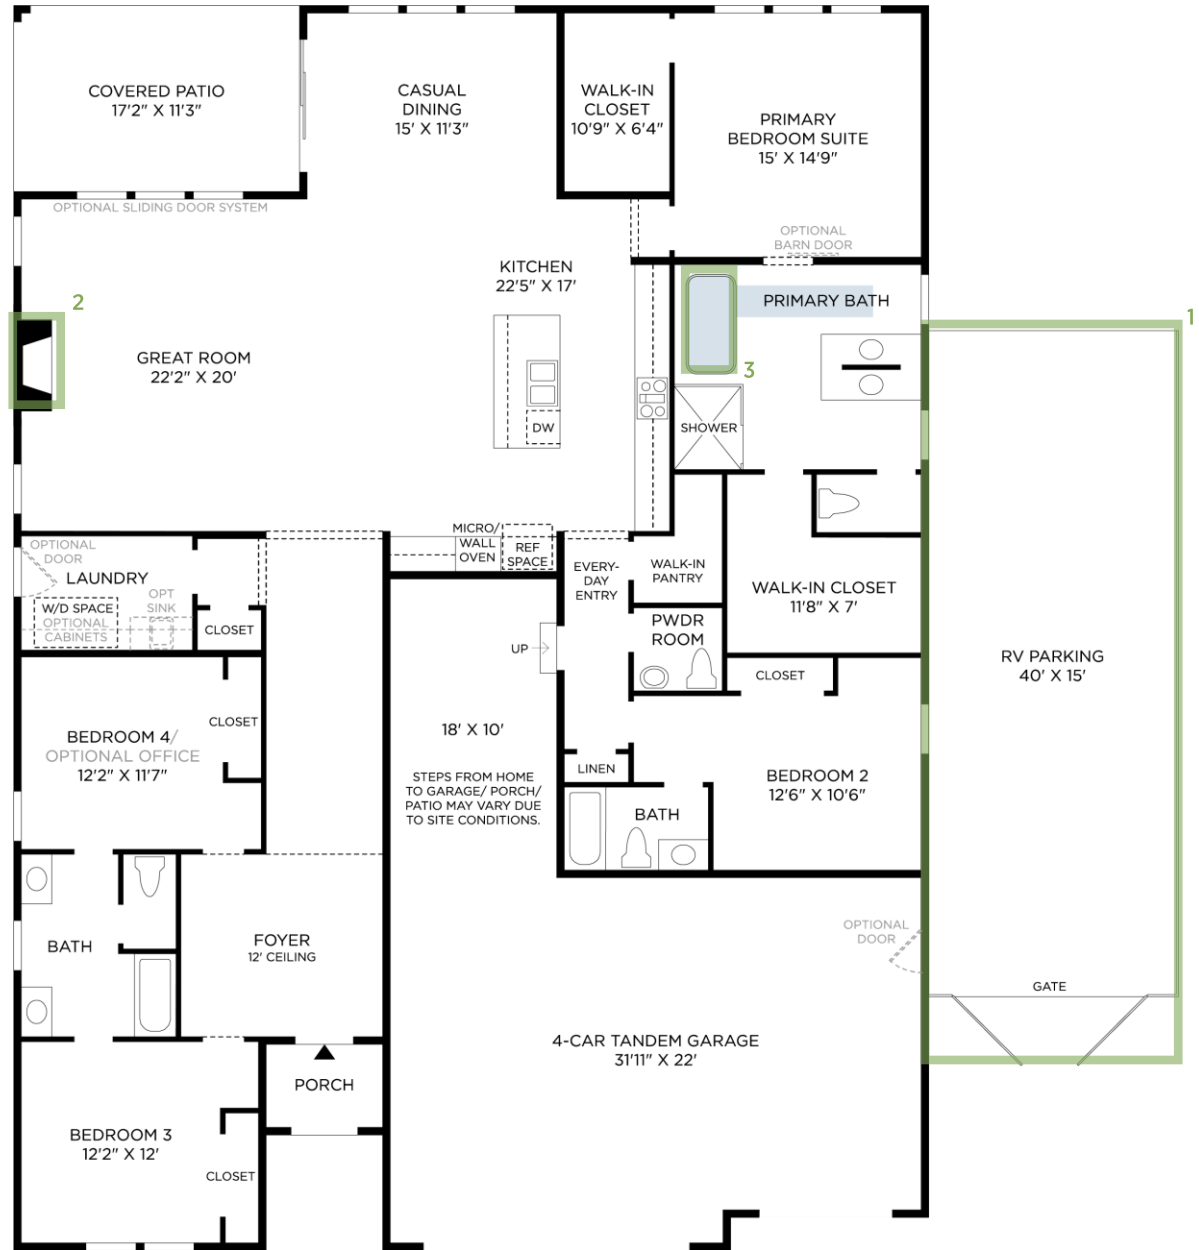 COVERED PATIO
17'2" X 11'3"
CASUAL
DINING
15' X 11'3"
WALK-IN
CLOSET
10'9" X 6'4"
PRIMARY
BEDROOM SUITE
15' X 14'9"
OPTIONAL SLIDING DOOR SYSTEM
OPTIONAL
BARN DOOR
KITCHEN
22'5" X 17'
PRIMARY BATH
2
1
GREAT ROOM
22'2" X 20'
3
DW
SHOWER
MICRO/
WALL
OVEN
REF
SPACE
OPTIONAL
DOOR
LAUNDRY
W/D SPACE
OPTIONAL
CABINETS
OPT
SINK
CLOSET
EVERY-
DAY
ENTRY
WALK-IN
PANTRY
WALK-IN CLOSET
11'8" X 7'
PWDR
ROOM
UP
RV PARKING
40' X 15'
CLOSET
CLOSET
BEDROOM 4/
OPTIONAL OFFICE
12'2" X 11'7"
18' X 10'
STEPS FROM HOME
TO GARAGE/ PORCH/
PATIO MAY VARY DUE
TO SITE CONDITIONS.
LINEN
BEDROOM 2
12'6" X 10'6"
BATH
BATH
FOYER
12' CEILING
OPTIONAL
DOOR
GATE
4-CAR TANDEM GARAGE
31'11" X 22'
PORCH
BEDROOM 3
12'2" X 12'
CLOSET